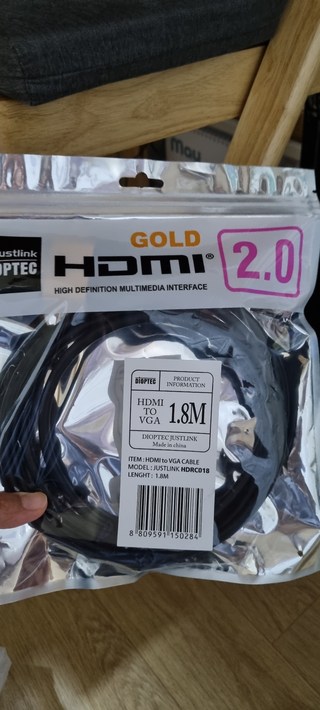 Mou
Justlink
DIOPTEC
GOLD
HDMI®
2.0
HIGH DEFINITION MULTIMEDIA INTERFACE
DIOPTEC
PRODUCT
INFORMATION
HDMI
TO
VGA
1.8M
DIOPTEC JUSTLINK
Made in china
ITEM : HDMI to VGA CABLE
MODEL : JUSTLINK HDRC018
LENGHT : 1.8M
8 809591 150284